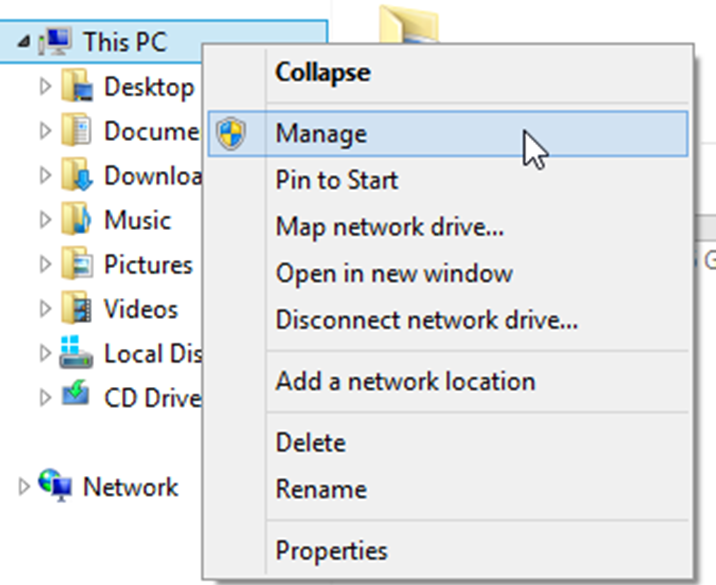 This PC
Desktop
Docume
Downloa
Music
Pictures
Videos
Local Dis
CD Drive
Network
Collapse
Manage
Pin to Start
Map network drive...
Open in new window
Disconnect network drive...
Add a network location
Delete
Rename
Properties
G